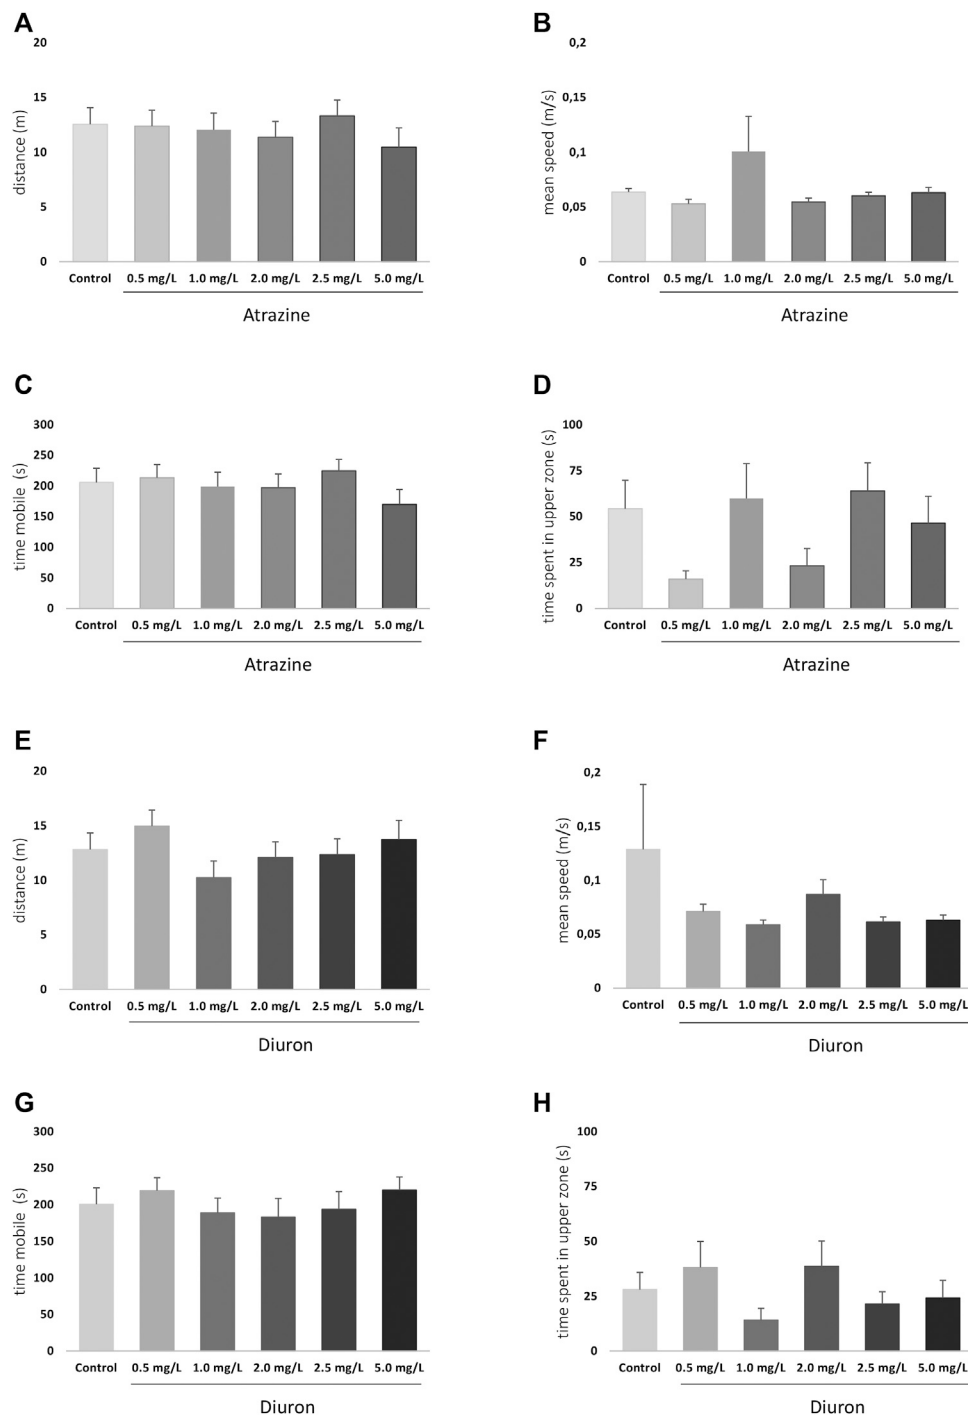 A
20
15
10
5
0
distance (m)
Control 0.5 mg/L 1.0 mg/L 2.0 mg/L 2.5 mg/L 5.0 mg/L
Atrazine
B
0,2
0,15
0,1
0,05
0
mean speed (m/s)
Control 0.5 mg/L 1.0 mg/L 2.0 mg/L 2.5 mg/L 5.0 mg/L
Atrazine
C
300
250
200
150
100
50
0
time mobile (s)
Control 0.5 mg/L 1.0 mg/L 2.0 mg/L 2.5 mg/L 5.0 mg/L
Atrazine
D
100
75
50
25
0
time spent in upper zone (s)
Control 0.5 mg/L 1.0 mg/L 2.0 mg/L 2.5 mg/L 5.0 mg/L
Atrazine
E
20
15
10
5
0
distance (m)
Control 0.5 mg/L 1.0 mg/L 2.0 mg/L 2.5 mg/L 5.0 mg/L
Diuron
F
0,2
0,15
0,1
0,05
0
mean speed (m/s)
Control 0.5 mg/L 1.0 mg/L 2.0 mg/L 2.5 mg/L 5.0 mg/L
Diuron
G
300
250
200
150
100
50
0
time mobile (s)
Control 0.5 mg/L 1.0 mg/L 2.0 mg/L 2.5 mg/L 5.0 mg/L
Diuron
H
100
75
50
25
0
time spent in upper zone (s)
Control 0.5 mg/L 1.0 mg/L 2.0 mg/L 2.5 mg/L 5.0 mg/L
Diuron